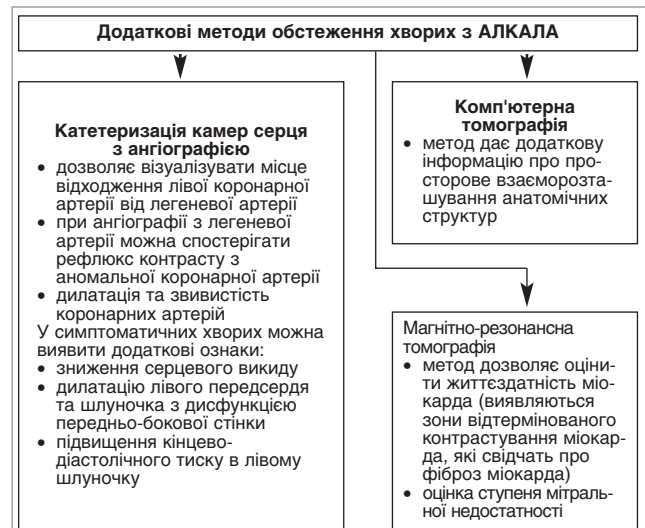 Додаткові методи обстеження хворих з АЛКАЛА
Катетеризація камер серця
з ангіографією
• дозволяє візуалізувати місце
відходження лівої коронарної
артерії від легеневої артерії
• при ангіографії з легеневої
артерії можна спостерігати
рефлюкс контрасту з
аномальної коронарної артерії
• дилатація та звивистість
коронарних артерій
У симптоматичних хворих можна
виявити додаткові ознаки:
• зниження серцевого викиду
• дилатацію лівого передсердя
та шлуночка з дисфункцією
передньо-бокової стінки
• підвищення кінцево-
діастолічного тиску в лівому
шлуночку
Комп'ютерна
томографія
• метод дає додаткову
інформацію про про-
сторове взаєморозта-
шування анатомічних
структур
Магнітно-резонансна
томографія
• метод дозволяє оціни-
ти життєздатність міо-
карда (виявляються
зони відтермінованого
контрастування міокар-
да, які свідчать про
фіброз міокарда)
• оцінка ступеня мітраль-
ної недостатності